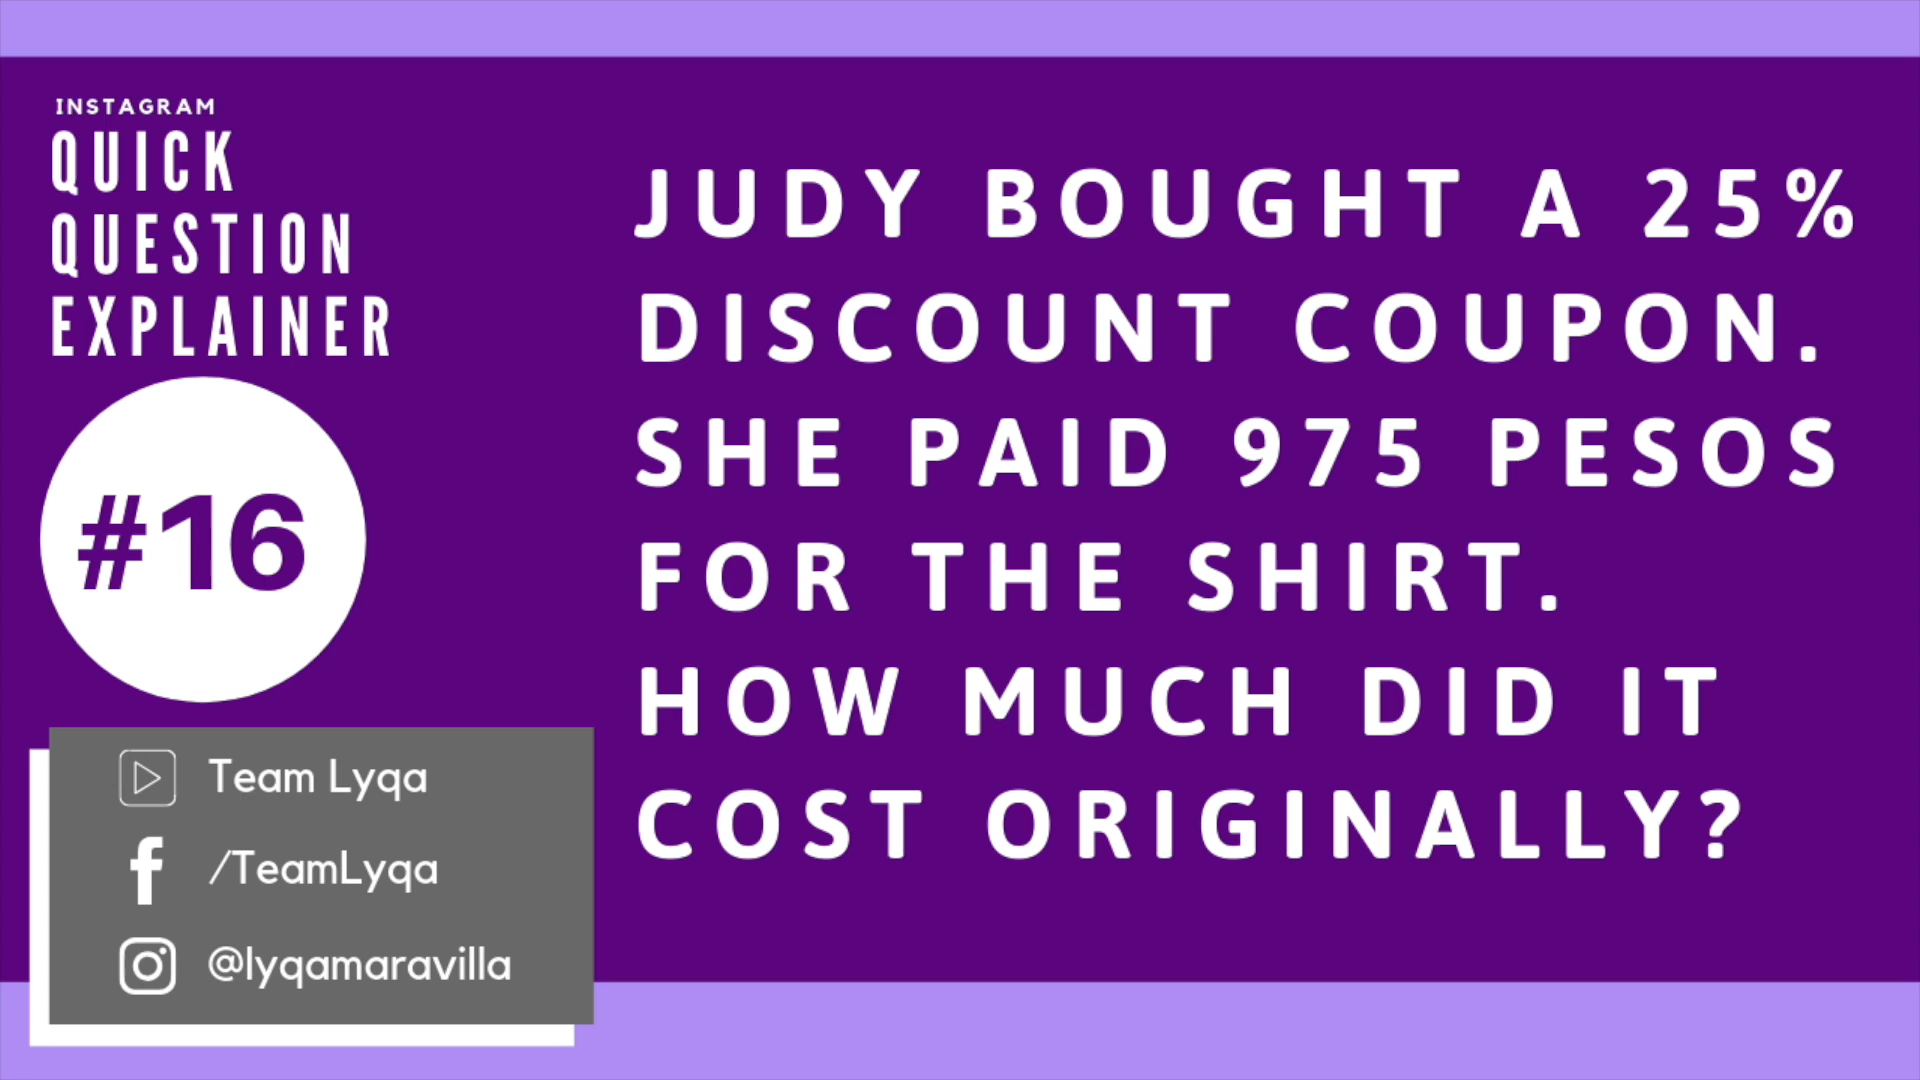 INSTAGRAM
QUICK
QUESTION
EXPLAINER
#16
Team Lyqa
/TeamLyqa
@lyqamaravilla
JUDY BOUGHT A 25%
DISCOUNT COUPON.
SHE PAID 975 PESOS
FOR THE SHIRT.
HOW MUCH DID IT
COST ORIGINALLY?